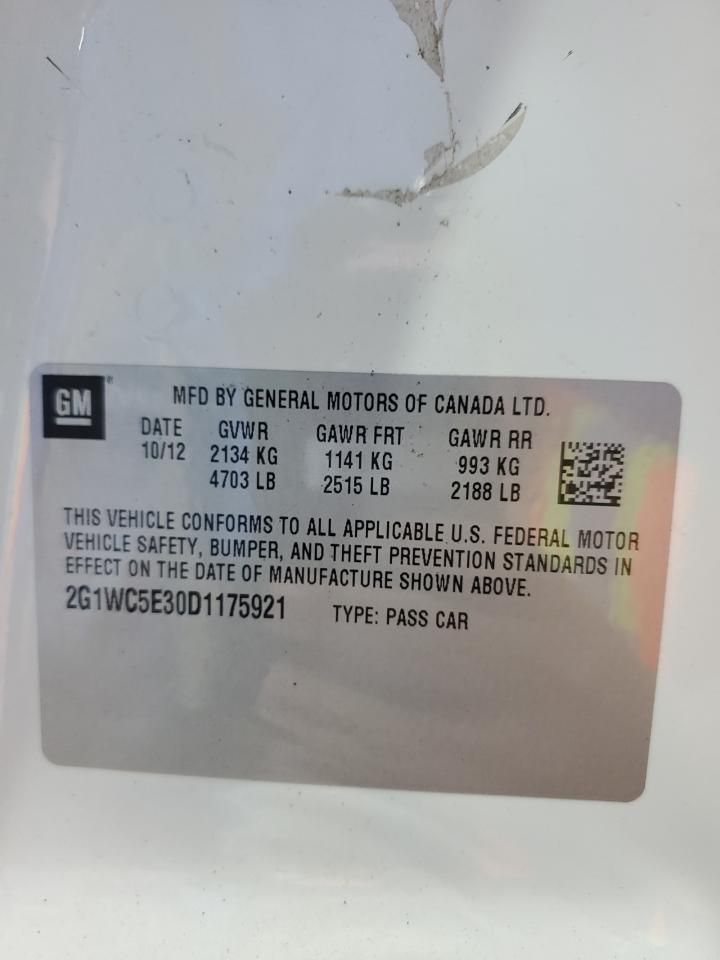 GM
MFD BY GENERAL MOTORS OF CANADA LTD.
DATE GVWR GAWR FRT GAWR RR
10/12 2134 KG 1141 KG 993 KG
4703 LB 2515 LB 2188 LB
THIS VEHICLE CONFORMS TO ALL APPLICABLE U.S. FEDERAL MOTOR
VEHICLE SAFETY, BUMPER, AND THEFT PREVENTION STANDARDS IN
EFFECT ON THE DATE OF MANUFACTURE SHOWN ABOVE.
2G1WC5E30D1175921 TYPE: PASS CAR